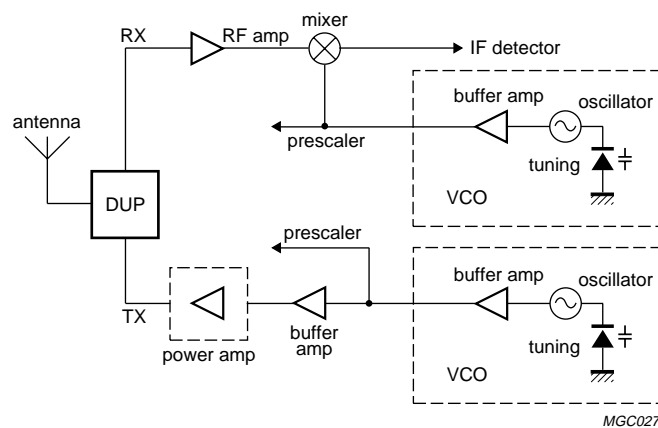 RX
RF amp
mixer
IF detector
antenna
buffer amp
oscillator
prescaler
tuning
VCO
DUP
prescaler
buffer amp
oscillator
TX
power amp
buffer
amp
tuning
VCO
MGC027